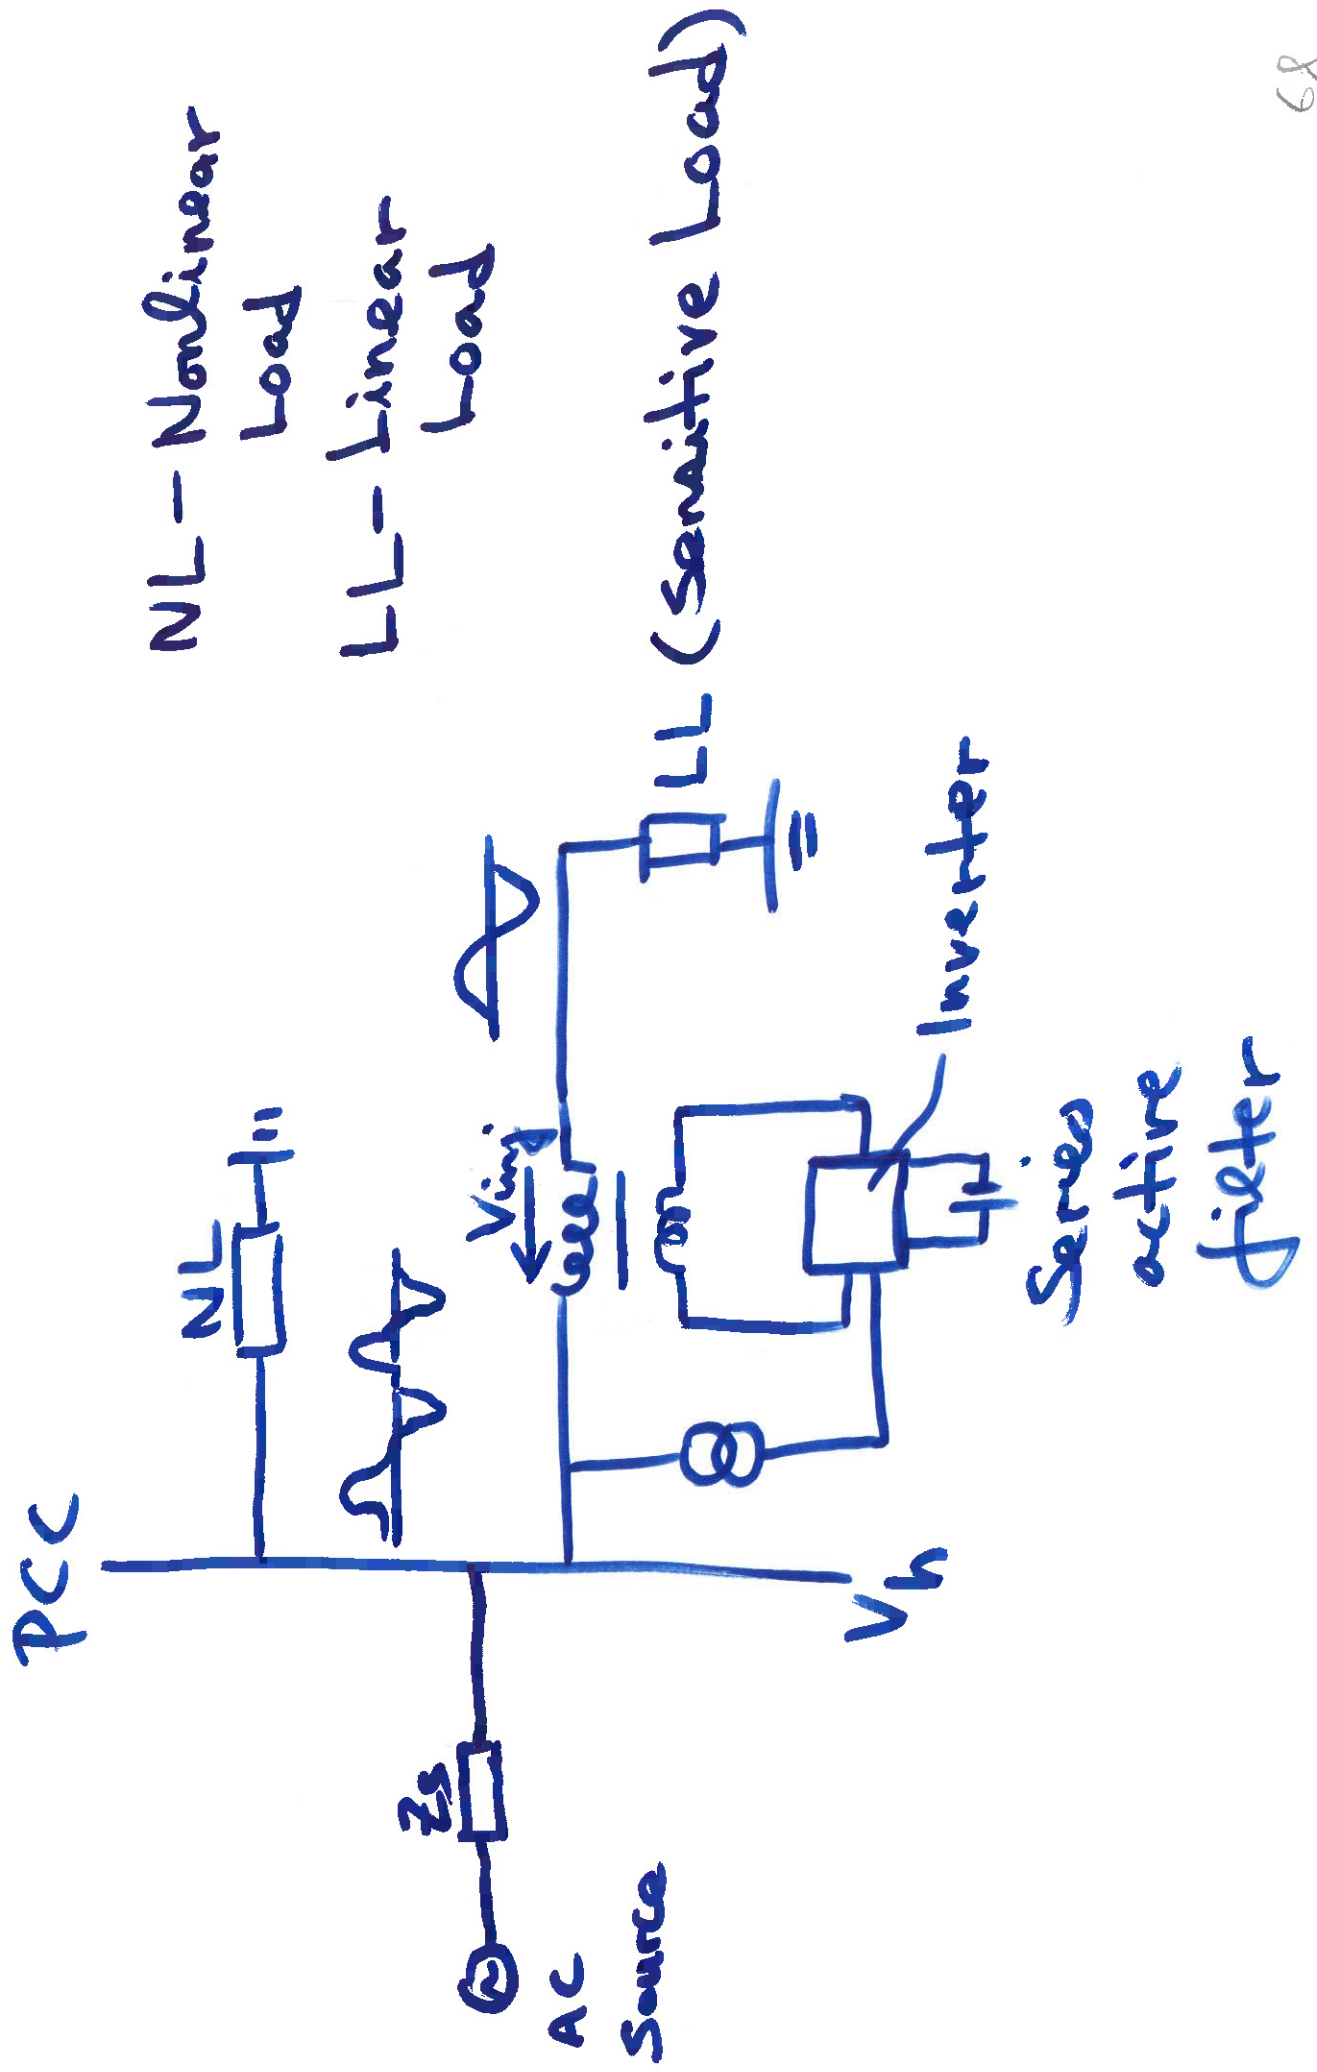 PCC
NL
NL - Nonlinear
Load
LL - Linear
Load
Zs
AC
Source
Vinj
LL (Sensitive Load)
Vh
Inverter
Series
active
filter
68